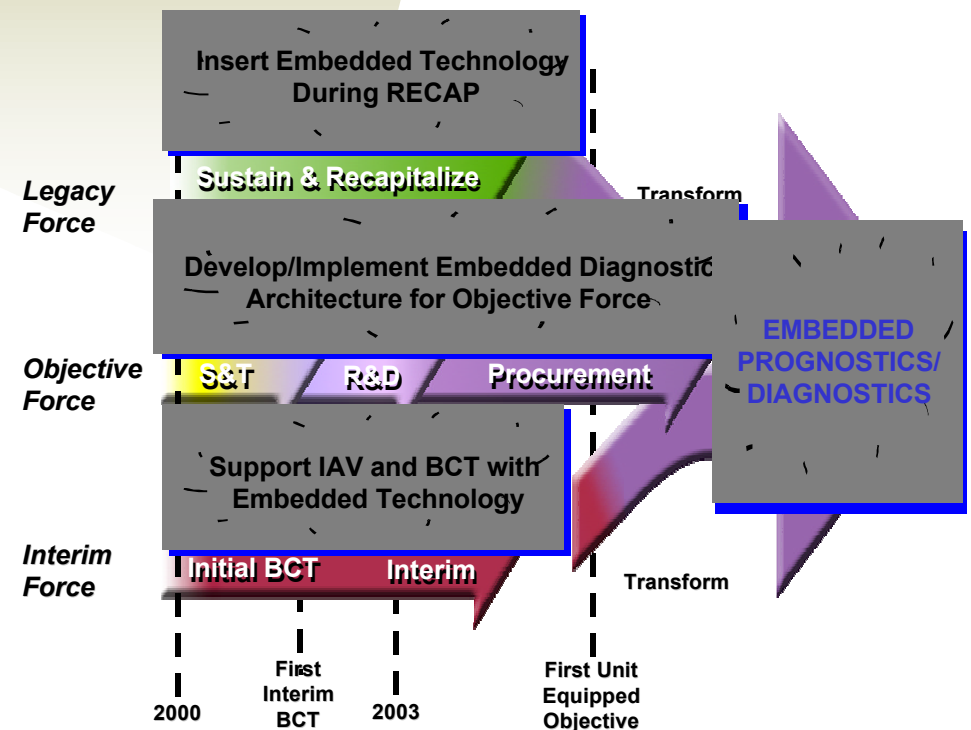 Insert Embedded Technology
During RECAP
Legacy
Force
Sustain & Recapitalize
Transform
Develop/Implement Embedded Diagnostic
Architecture for Objective Force
EMBEDDED
PROGNOSTICS/
DIAGNOSTICS
Objective
Force
S&T
R&D
Procurement
Support IAV and BCT with
Embedded Technology
Interim
Force
Initial BCT
Interim
Transform
2000
First
Interim
BCT
2003
First Unit
Equipped
Objective